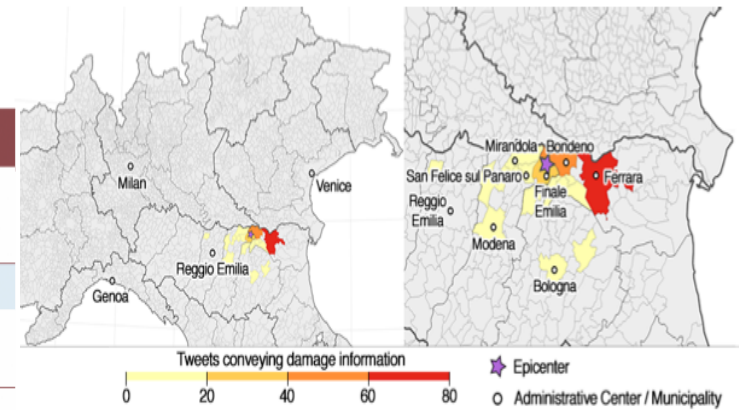 Milan
Venice
Reggio Emilia
Genoa
Mirandola
Bondeno
San Felice sul Panaro
Ferrara
Finale
Emilia
Reggio
Emilia
Modena
Bologna
Tweets conveying damage information
0 20 40 60 80
Epicenter
Administrative Center / Municipality